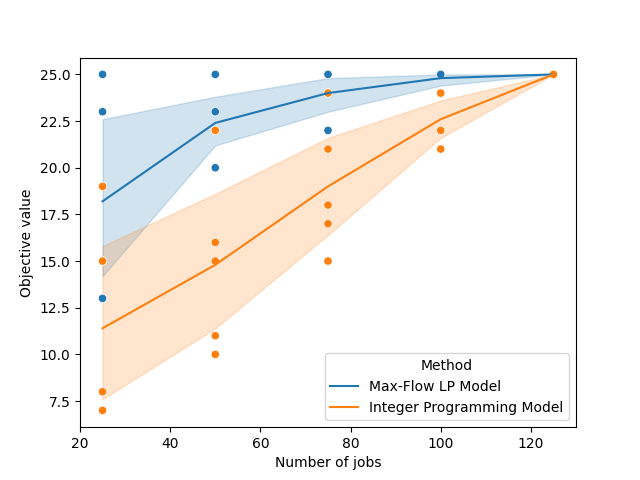 25.0
22.5
20.0
17.5
15.0
12.5
10.0
7.5
Objective value
20 40 60 80 100 120
Number of jobs
Method
Max-Flow LP Model
Integer Programming Model